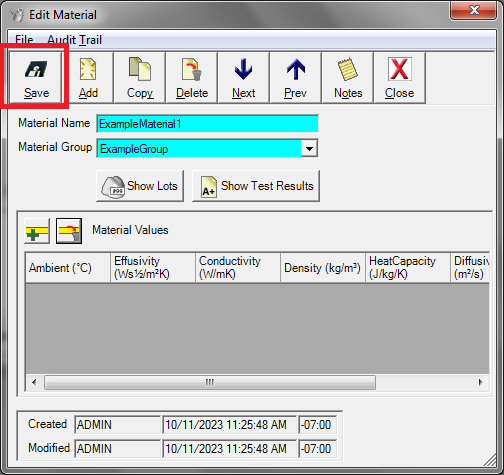 Edit Material
File Audit Trail
Save Add Copy Delete Next Prev Notes Close
Material Name ExampleMaterial1
Material Group ExampleGroup
#99 Show Lots A+ Show Test Results
Material Values
Ambient (°C) Effusivity (Ws½/m²K) Conductivity (W/mK) Density (kg/m³) HeatCapacity (J/kg/K) Diffusiv (m²/s)
Created ADMIN 10/11/2023 11:25:48 AM -07:00
Modified ADMIN 10/11/2023 11:25:48 AM -07:00